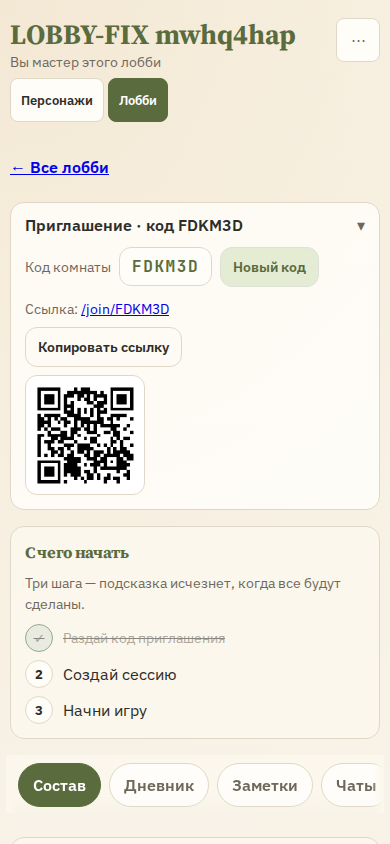 LOBBY-FIX mwhq4hap
...
Вы мастер этого лобби
Персонажи
Лобби
← Все лобби
Приглашение · код FDKM3D
▼
Код комнаты
FDKM3D
Новый код
Ссылка: /join/FDKM3D
Копировать ссылку
С чего начать
Три шага — подсказка исчезнет, когда все будут
сделаны.
✓ Раздай код приглашения
2 Создай сессию
3 Начни игру
Состав
Дневник
Заметки
Чаты